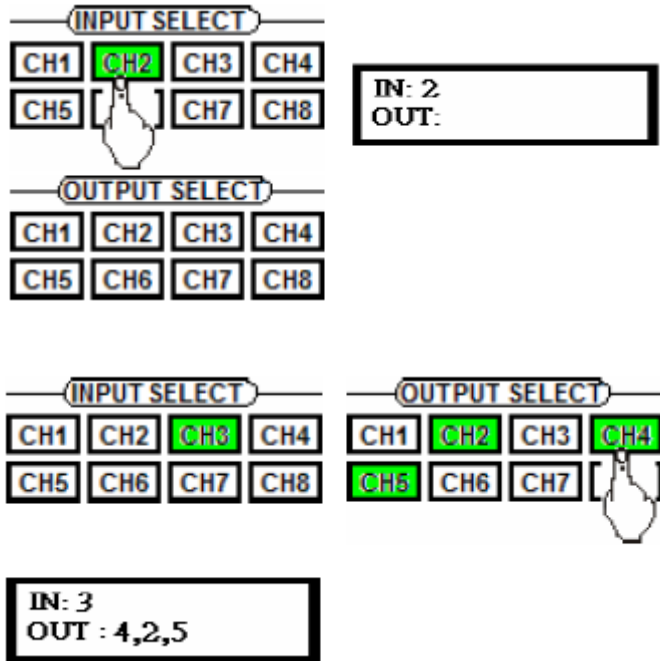 INPUT SELECT
CH1 CH2 CH3 CH4
CH5 CH7 CH8
IN: 2
OUT:
OUTPUT SELECT
CH1 CH2 CH3 CH4
CH5 CH6 CH7 CH8
INPUT SELECT
CH1 CH2 CH3 CH4
CH5 CH6 CH7 CH8
OUTPUT SELECT
CH1 CH2 CH3 CH4
CH5 CH6 CH7
IN: 3
OUT : 4,2,5